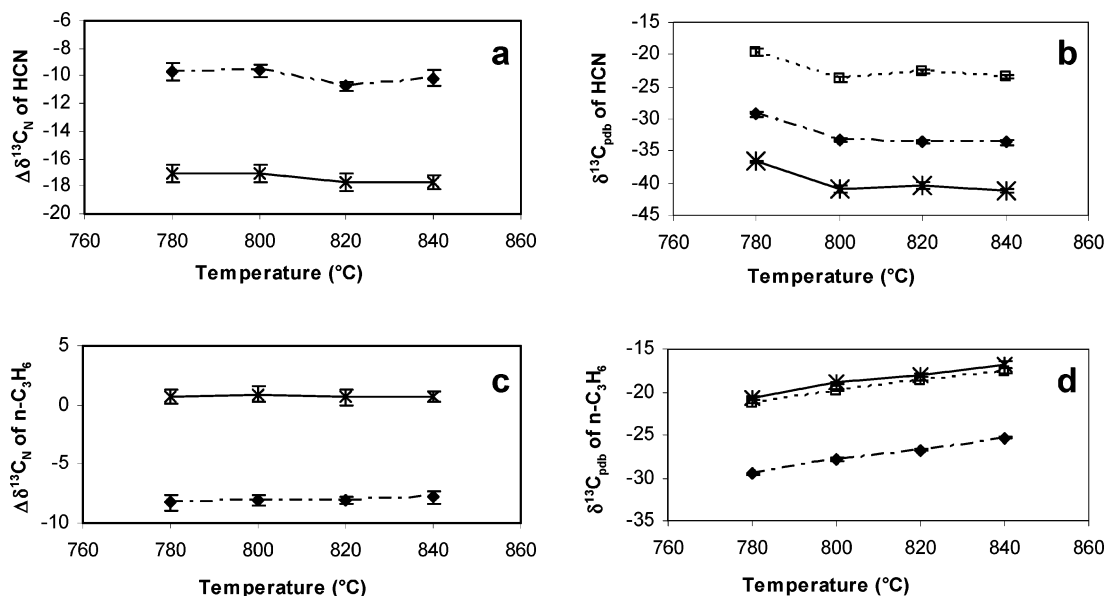 a
Δδ¹³C_N of HCN
-6
-8
-10
-12
-14
-16
-18
-20
760 780 800 820 840 860
Temperature (°C)
b
δ¹³C_pdb of HCN
-15
-20
-25
-30
-35
-40
-45
760 780 800 820 840 860
Temperature (°C)
c
Δδ¹³C_N of n-C₃H₆
5
0
-5
-10
760 780 800 820 840 860
Temperature (°C)
d
δ¹³C_pdb of n-C₃H₆
-15
-20
-25
-30
-35
760 780 800 820 840 860
Temperature (°C)